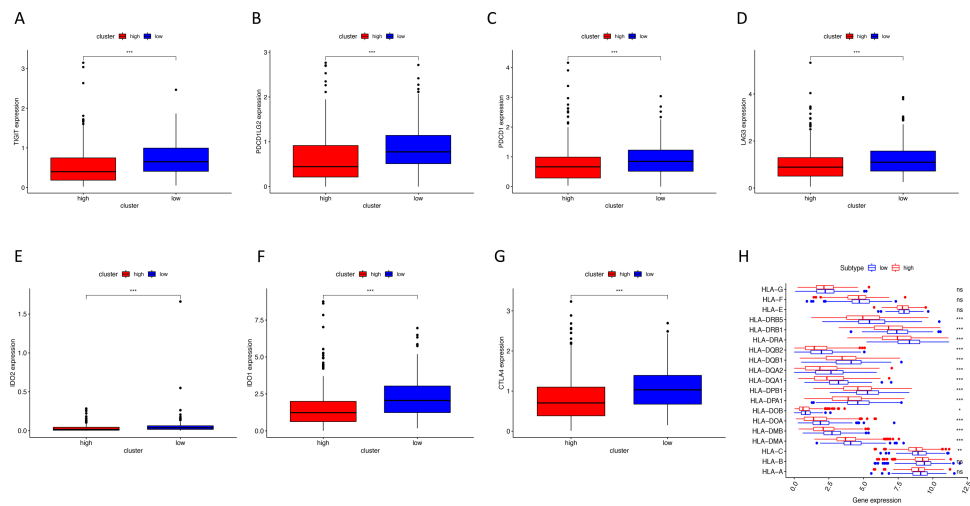 A
cluster high low
***
TIGIT expression
3
2
1
0
high low
cluster
B
cluster high low
***
PDCD1LG2 expression
2
1
0
high low
cluster
C
cluster high low
***
PDCD1 expression
4
3
2
1
0
high low
cluster
D
cluster high low
***
LAG3 expression
4
2
0
high low
cluster
E
cluster high low
***
IDO2 expression
1.5
1.0
0.5
0.0
high low
cluster
F
cluster high low
***
IDO1 expression
7.5
5.0
2.5
0.0
high low
cluster
G
cluster high low
***
CTLA4 expression
3
2
1
0
high low
cluster
H
Subtype low high
HLA-G ns
HLA-F ns
HLA-E ns
HLA-DRB5 ***
HLA-DRB1 ***
HLA-DRA ***
HLA-DQB2 ***
HLA-DQB1 ***
HLA-DQA2 ***
HLA-DQA1 ***
HLA-DPB1 ***
HLA-DPA1 ***
HLA-DOB *
HLA-DOA ***
HLA-DMB ***
HLA-DMA ***
HLA-C **
HLA-B ns
HLA-A ns
0.0 2.5 5.0 7.5 10.0 12.5
Gene expression